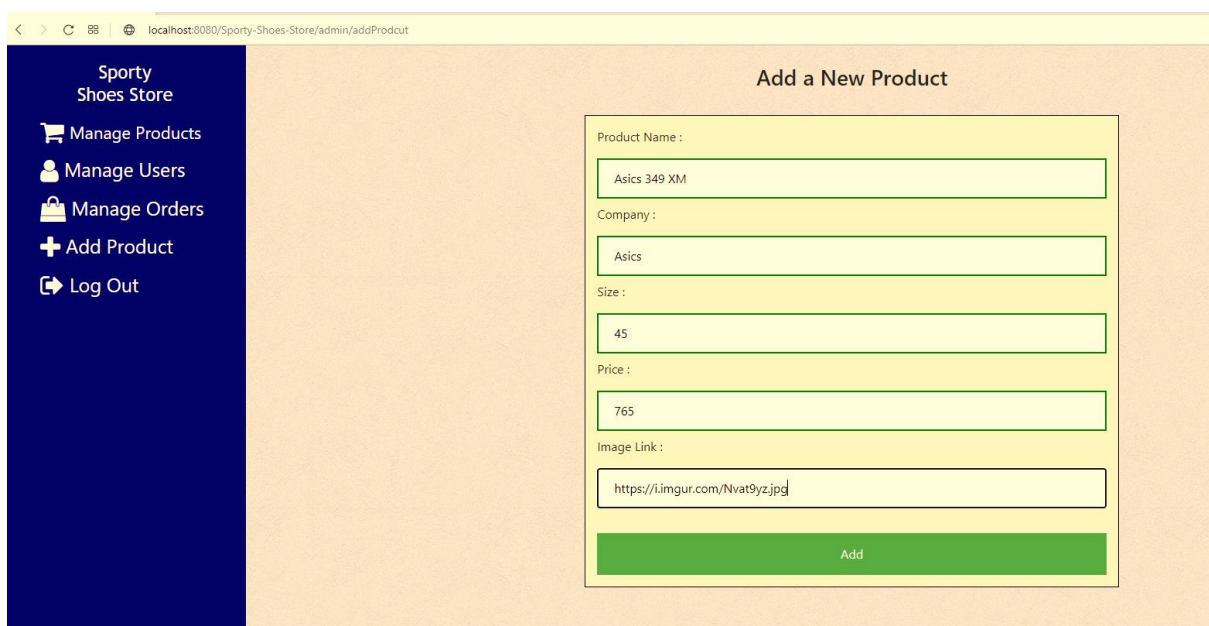 localhost:8080/Sporty-Shoes-Store/admin/addProdcut
Sporty
Shoes Store
Manage Products
Manage Users
Manage Orders
Add Product
Log Out
Add a New Product
Product Name :
Asics 349 XM
Company :
Asics
Size :
45
Price :
765
Image Link :
https://i.imgur.com/Nvat9yz.jpg
Add